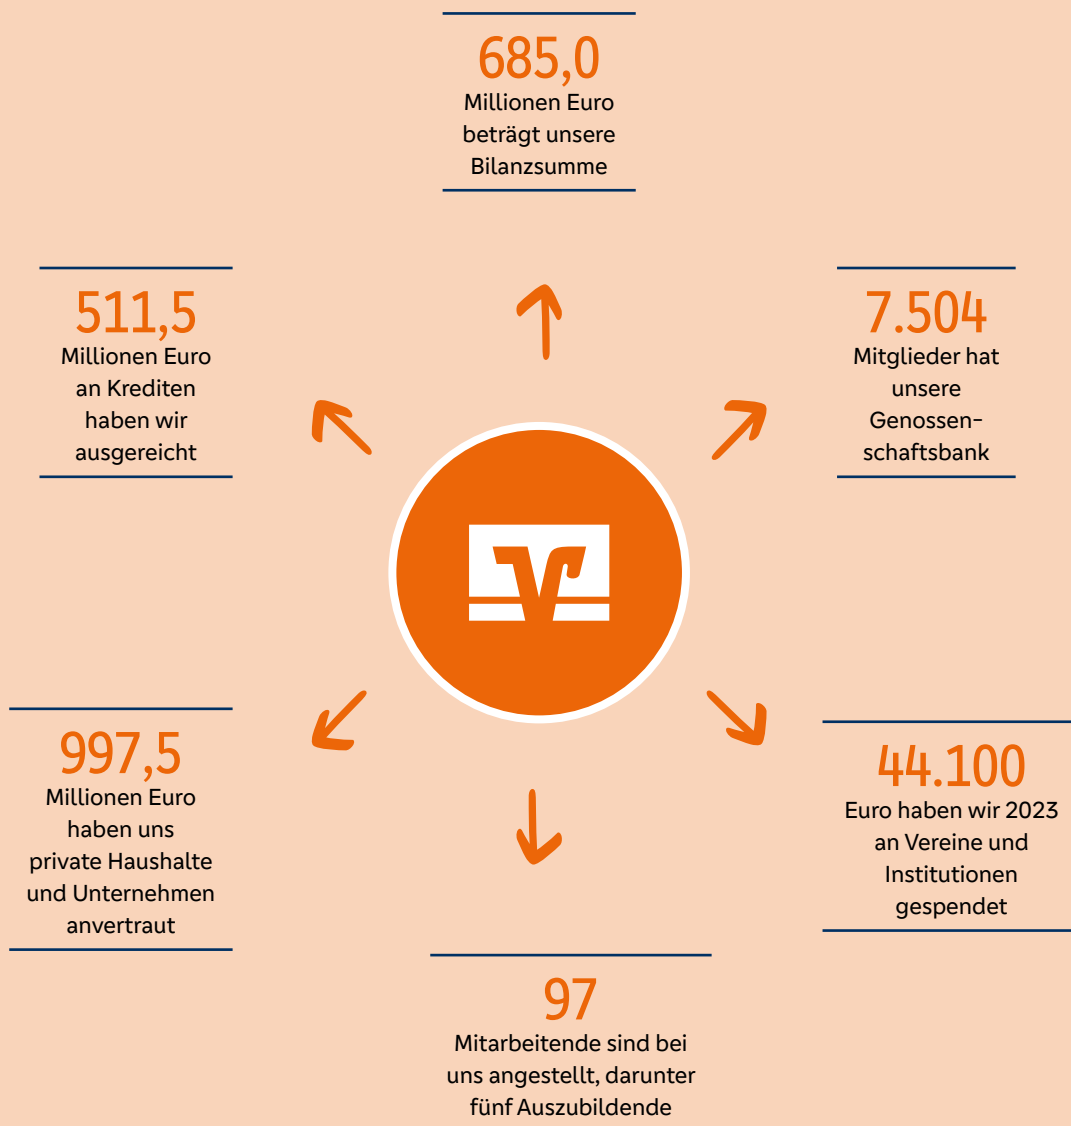 685,0
Millionen Euro
beträgt unsere
Bilanzsumme
511,5
Millionen Euro
an Krediten
haben wir
ausgereicht
7.504
Mitglieder hat
unsere
Genossen-
schaftsbank
997,5
Millionen Euro
haben uns
private Haushalte
und Unternehmen
anvertraut
44.100
Euro haben wir 2023
an Vereine und
Institutionen
gespendet
97
Mitarbeitende sind bei
uns angestellt, darunter
fünf Auszubildende